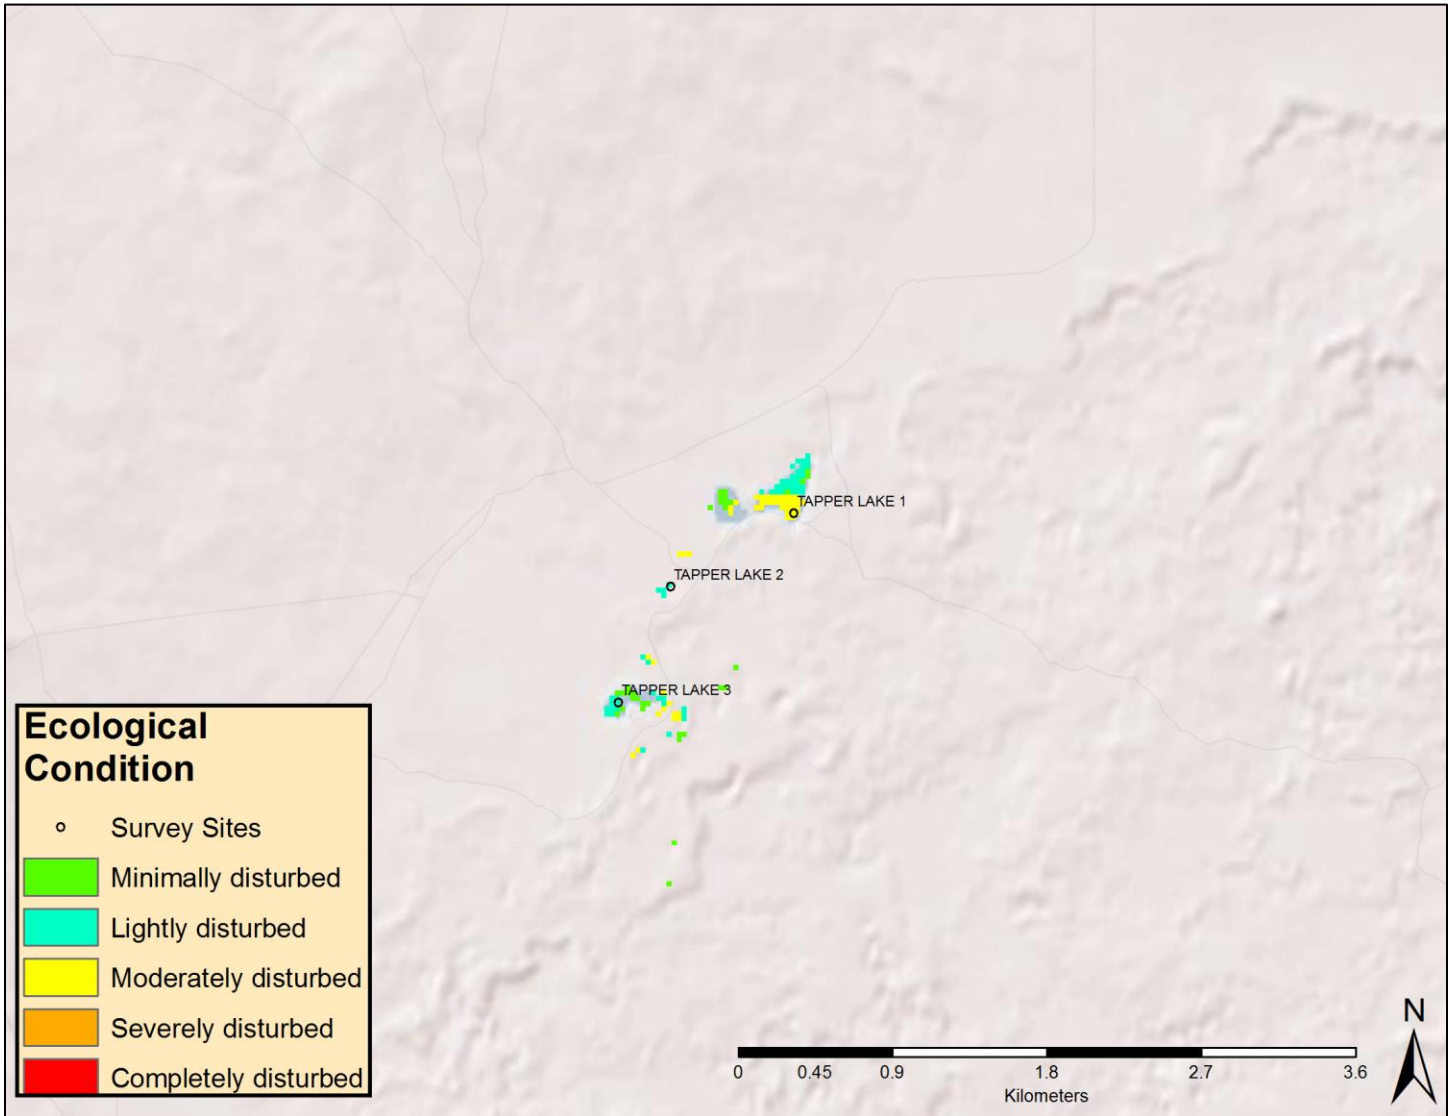 TAPPER LAKE 1
TAPPER LAKE 2
TAPPER LAKE 3
Ecological
Condition
Survey Sites
Minimally disturbed
Lightly disturbed
Moderately disturbed
Severely disturbed
Completely disturbed
N
0 0.45 0.9 1.8 2.7 3.6
Kilometers